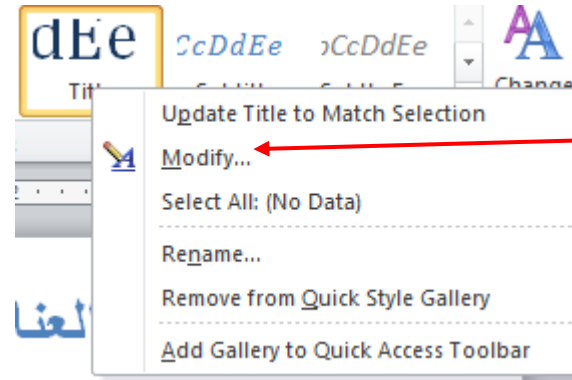 dEe CcDdEe CcDdEe
Change
Update Title to Match Selection
Modify...
Select All: (No Data)
Rename...
Remove from Quick Style Gallery
Add Gallery to Quick Access Toolbar